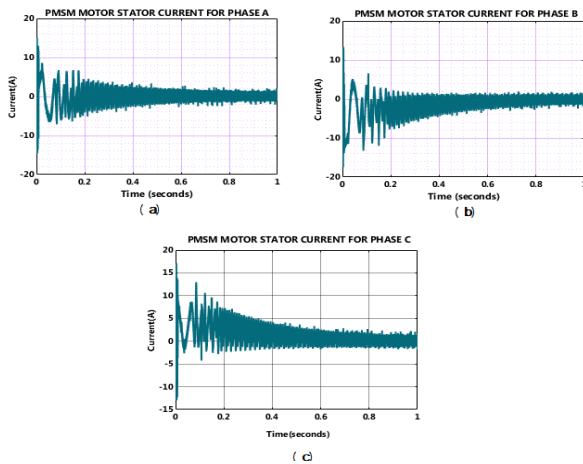 PMSM MOTOR STATOR CURRENT FOR PHASE A
20
10
0
-10
-20
Current(A)
0 0.2 0.4 0.6 0.8 1
Time (seconds)
( a)
PMSM MOTOR STATOR CURRENT FOR PHASE B
20
10
0
-10
-20
Current(A)
0 0.2 0.4 0.6 0.8 1
Time (seconds)
( b)
PMSM MOTOR STATOR CURRENT FOR PHASE C
20
15
10
5
0
-5
-10
-15
Current(A)
0 0.2 0.4 0.6 0.8 1
Time(seconds)
( c)